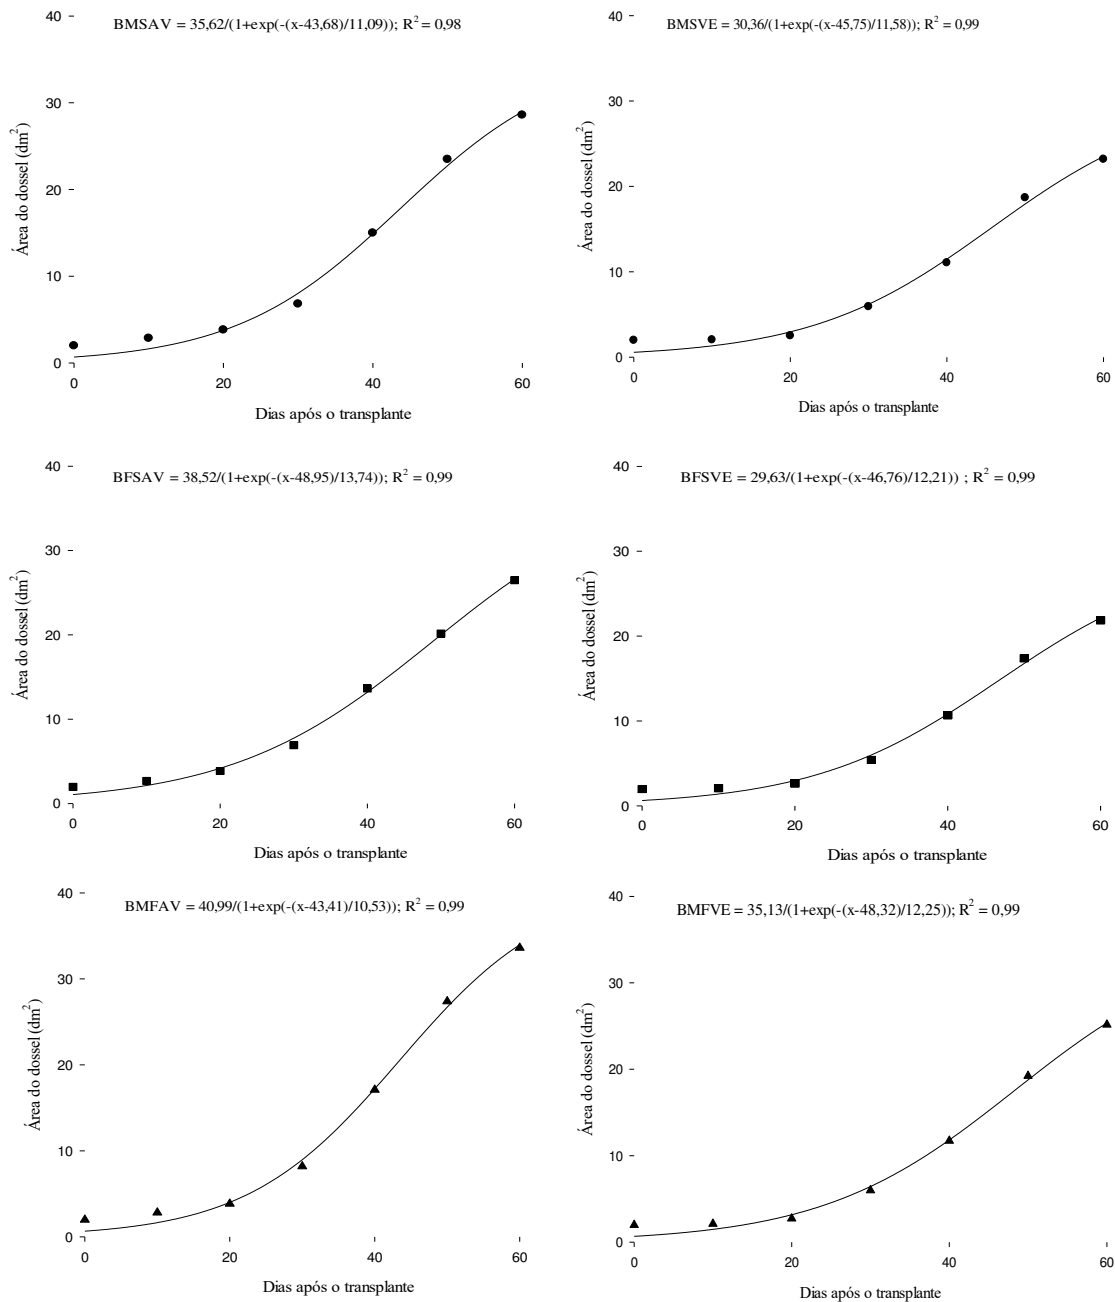 BMSAV = 35,62/(1+exp(-(x-43,68)/11,09)); R² = 0,98
40
30
20
10
0
Área do dossel (dm²)
0 20 40 60
Dias após o transplante
BMSVE = 30,36/(1+exp(-(x-45,75)/11,58)); R² = 0,99
40
30
20
10
0
Área do dossel (dm²)
0 20 40 60
Dias após o transplante
BFSAV = 38,52/(1+exp(-(x-48,95)/13,74)); R² = 0,99
40
30
20
10
0
Área do dossel (dm²)
0 20 40 60
Dias após o transplante
BFSVE = 29,63/(1+exp(-(x-46,76)/12,21)) ; R² = 0,99
40
30
20
10
0
Área do dossel (dm²)
0 20 40 60
Dias após o transplante
BMFAV = 40,99/(1+exp(-(x-43,41)/10,53)); R² = 0,99
40
30
20
10
0
Área do dossel (dm²)
0 20 40 60
Dias após o transplante
BMFVE = 35,13/(1+exp(-(x-48,32)/12,25)); R² = 0,99
40
30
20
10
0
Área do dossel (dm²)
0 20 40 60
Dias após o transplante